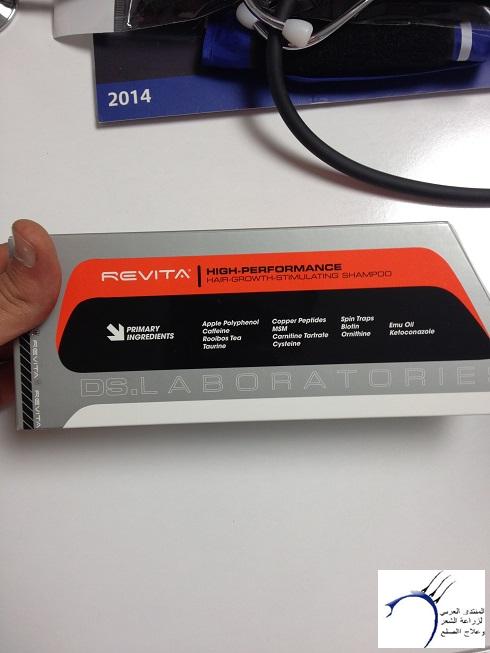 2014
REVITA
HIGH-PERFORMANCE
HAIR-GROWTH-STIMULATING SHAMPOO
PRIMARY
INGREDIENTS
Apple Polyphenol
Caffeine
Rooibos Tea
Taurine
Copper Peptides
MSM
Carnitine Tartrate
Cysteine
Spin Traps
Biotin
Ornithine
Emu Oil
Ketoconazole
DS.LABORATORIES
REVITA
REVITA
المنتدى العربي
لزراعة الشعر
وعلاج الصلع